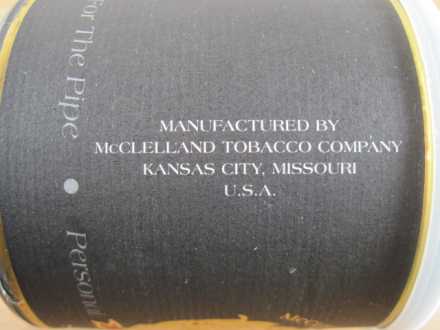 For The Pipe
MANUFACTURED BY
McCLELLAND TOBACCO COMPANY
KANSAS CITY, MISSOURI
U.S.A.